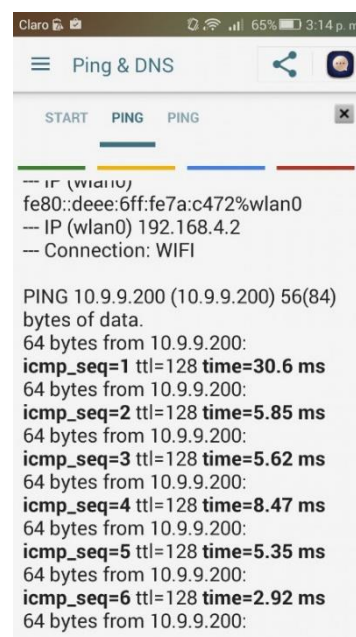 Claro 65% 3:14 p. m
Ping & DNS
START PING PING
--- IP (wlan0)
fe80::deee:6ff:fe7a:c472%wlan0
--- IP (wlan0) 192.168.4.2
--- Connection: WIFI
PING 10.9.9.200 (10.9.9.200) 56(84)
bytes of data.
64 bytes from 10.9.9.200:
icmp_seq=1 ttl=128 time=30.6 ms
64 bytes from 10.9.9.200:
icmp_seq=2 ttl=128 time=5.85 ms
64 bytes from 10.9.9.200:
icmp_seq=3 ttl=128 time=5.62 ms
64 bytes from 10.9.9.200:
icmp_seq=4 ttl=128 time=8.47 ms
64 bytes from 10.9.9.200:
icmp_seq=5 ttl=128 time=5.35 ms
64 bytes from 10.9.9.200:
icmp_seq=6 ttl=128 time=2.92 ms
64 bytes from 10.9.9.200: